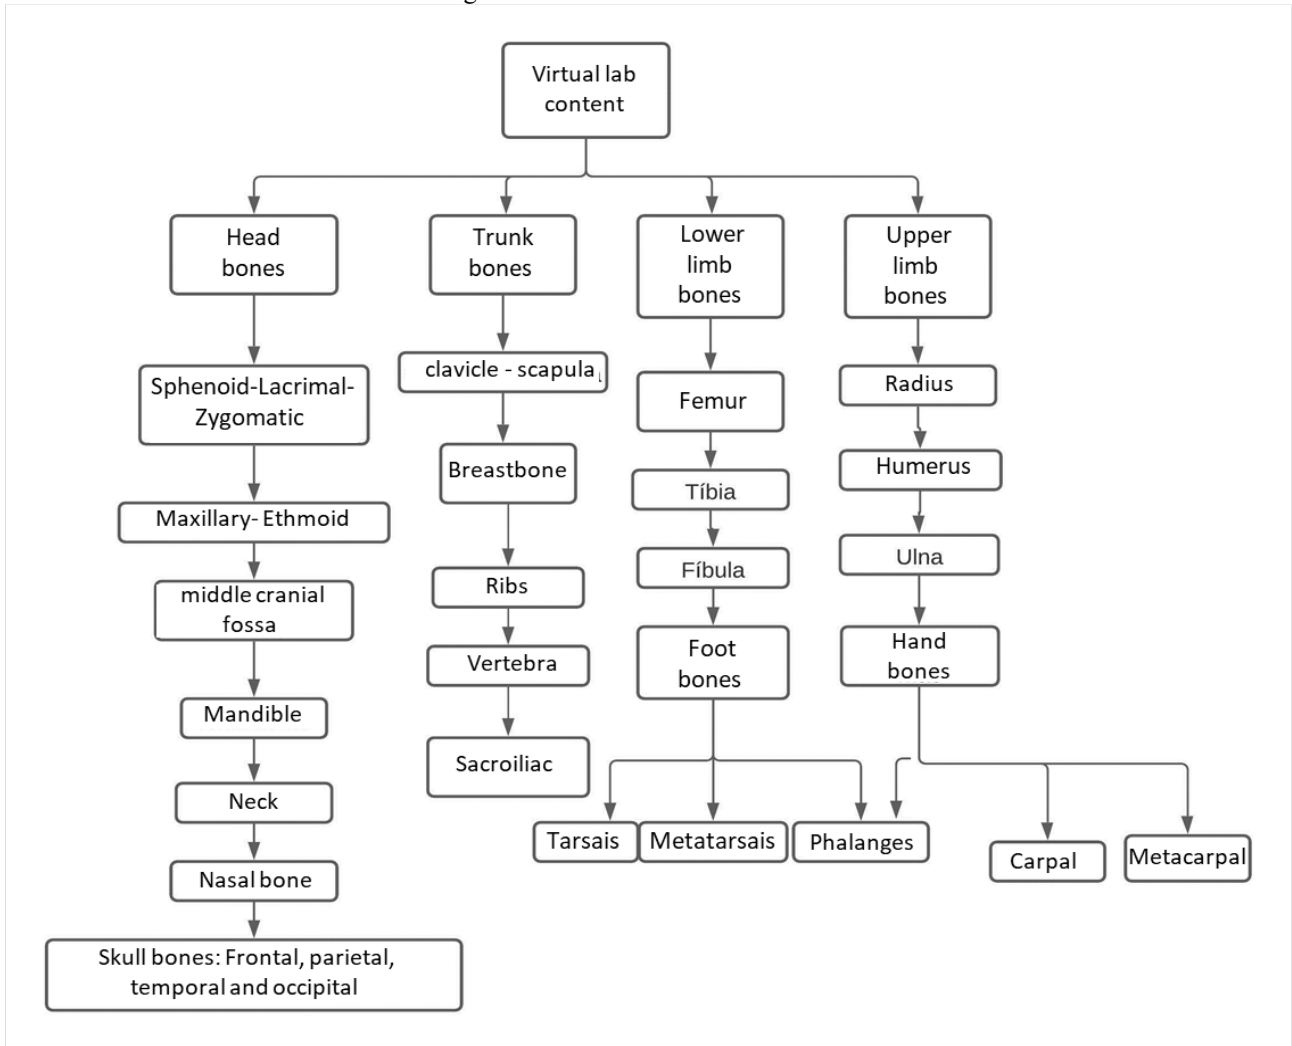 Virtual lab
content
Head
bones
Trunk
bones
Lower
limb
bones
Upper
limb
bones
Sphenoid-Lacrimal-
Zygomatic
Maxillary- Ethmoid
middle cranial
fossa
Mandible
Neck
Nasal bone
Skull bones: Frontal, parietal,
temporal and occipital
clavicle - scapula
Breastbone
Ribs
Vertebra
Sacroiliac
Femur
Tíbia
Fíbula
Foot
bones
Tarsais
Metatarsais
Phalanges
Radius
Humerus
Ulna
Hand
bones
Carpal
Metacarpal